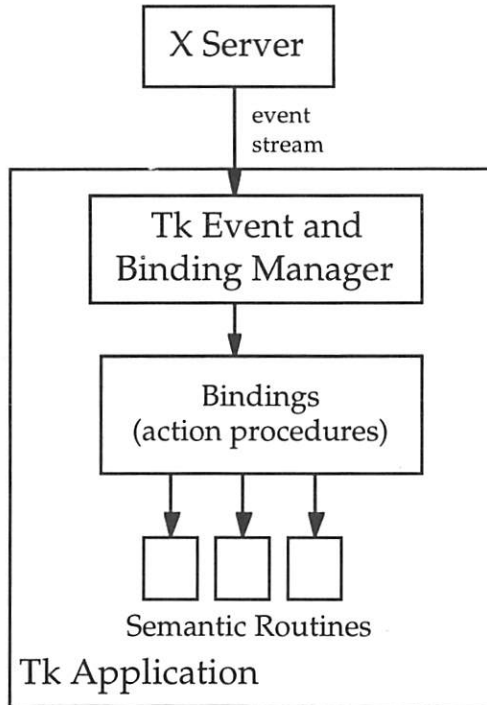 X Server
event
stream
Tk Event and
Binding Manager
Bindings
(action procedures)
Semantic Routines
Tk Application